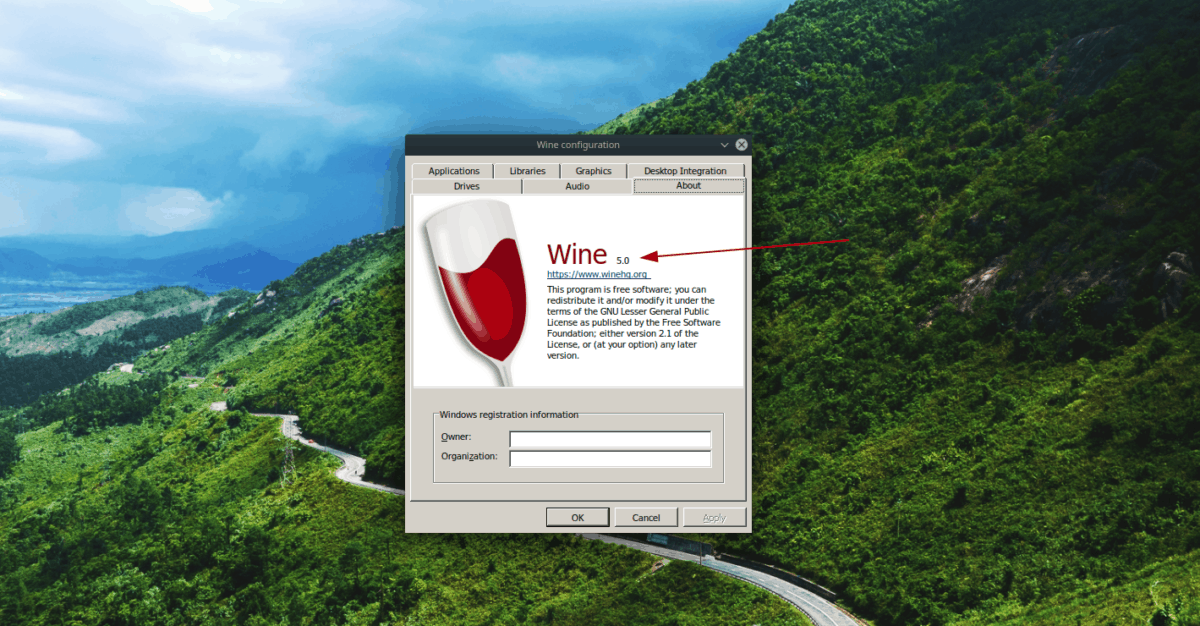 Wine configuration
Applications Libraries Graphics Desktop Integration
Drives Audio About
Wine 5.0
https://www.winehq.org
This program is free software; you can
redistribute it and/or modify it under the
terms of the GNU Lesser General Public
License as published by the Free Software
Foundation; either version 2.1 of the
License, or (at your option) any later
version.
Windows registration information
Owner:
Organization:
OK Cancel Apply